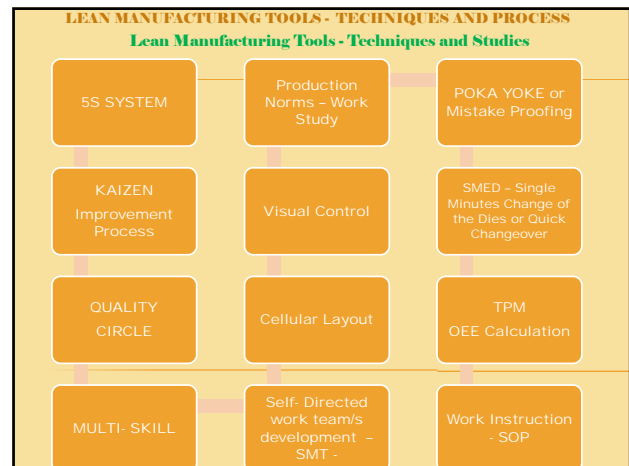 LEAN MANUFACTURING TOOLS - TECHNIQUES AND PROCESS
Lean Manufacturing Tools - Techniques and Studies
5S SYSTEM
KAIZEN
Improvement
Process
QUALITY
CIRCLE
MULTI- SKILL
Self- Directed
work team/s
development –
SMT -
Cellular Layout
Visual Control
Production
Norms – Work
Study
POKA YOKE or
Mistake Proofing
SMED – Single
Minutes Change of
the Dies or Quick
Changeover
TPM
OEE Calculation
Work Instruction
- SOP